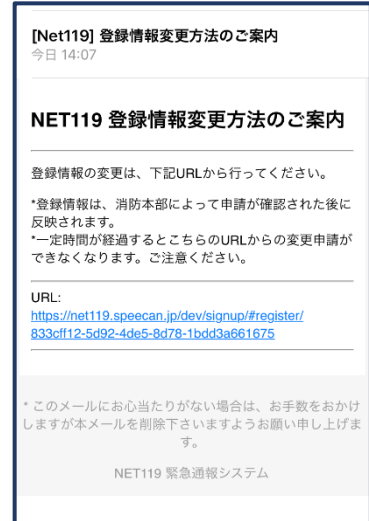 [Net119] 登録情報変更方法のご案内
今日 14:07
NET119 登録情報変更方法のご案内
登録情報の変更は、下記URLから行ってください。
*登録情報は、消防本部によって申請が確認された後に
反映されます。
*一定時間が経過するとこちらのURLからの変更申請が
できなくなります。ご注意ください。
URL:
https://net119.speecan.jp/dev/signup/#register/
833cff12-5d92-4de5-8d78-1bdd3a661675
* このメールにお心当たりがない場合は、お手数をおかけ
しますが本メールを削除下さいますようお願い申し上げま
す。
NET119 緊急通報システム